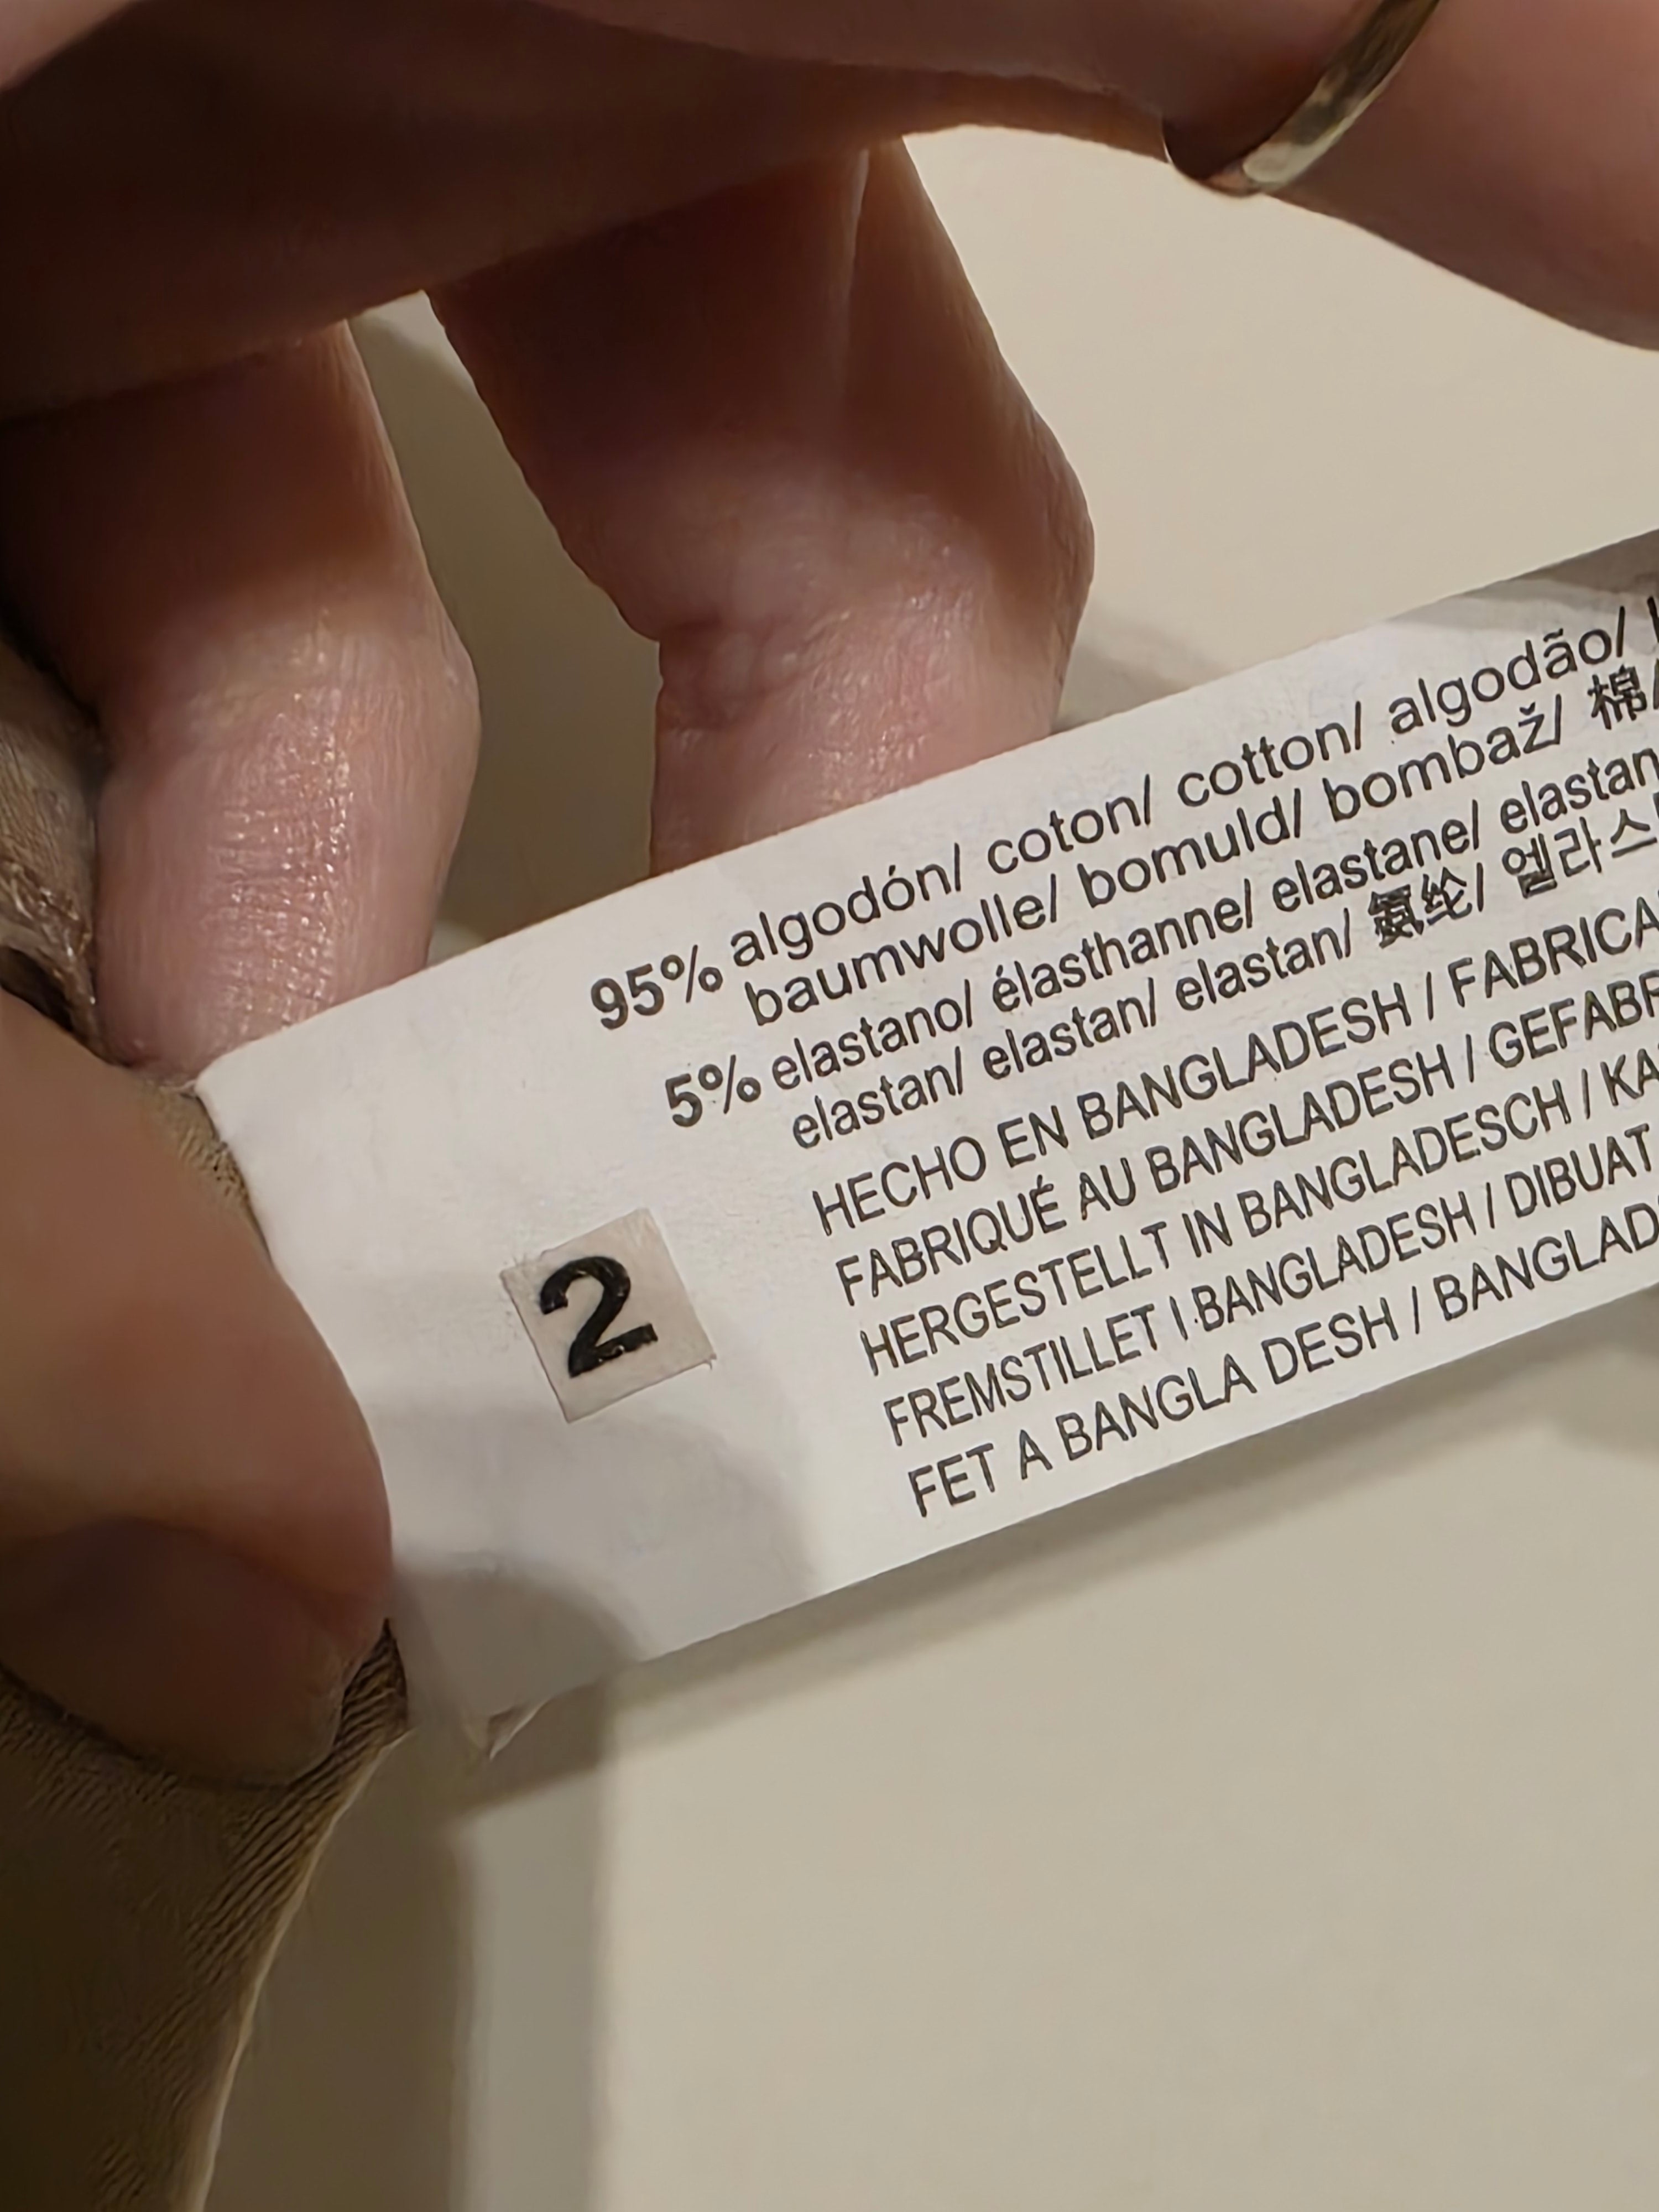 95% algodón/ coton/ cotton/ algodão/
baumwolle/ bomuld/ bombaž/ 棉/
5% elastano/ élasthanne/ elastane/ elastan
elastan/ elastan/ elastan/ 氨纶/ 엘라스
HECHO EN BANGLADESH / FABRICA
FABRIQUÉ AU BANGLADESH / GEFABR
HERGESTELLT IN BANGLADESCH / KA
FREMSTILLET I BANGLADESH / DIBUAT
FET A BANGLA DESH / BANGLAD
2